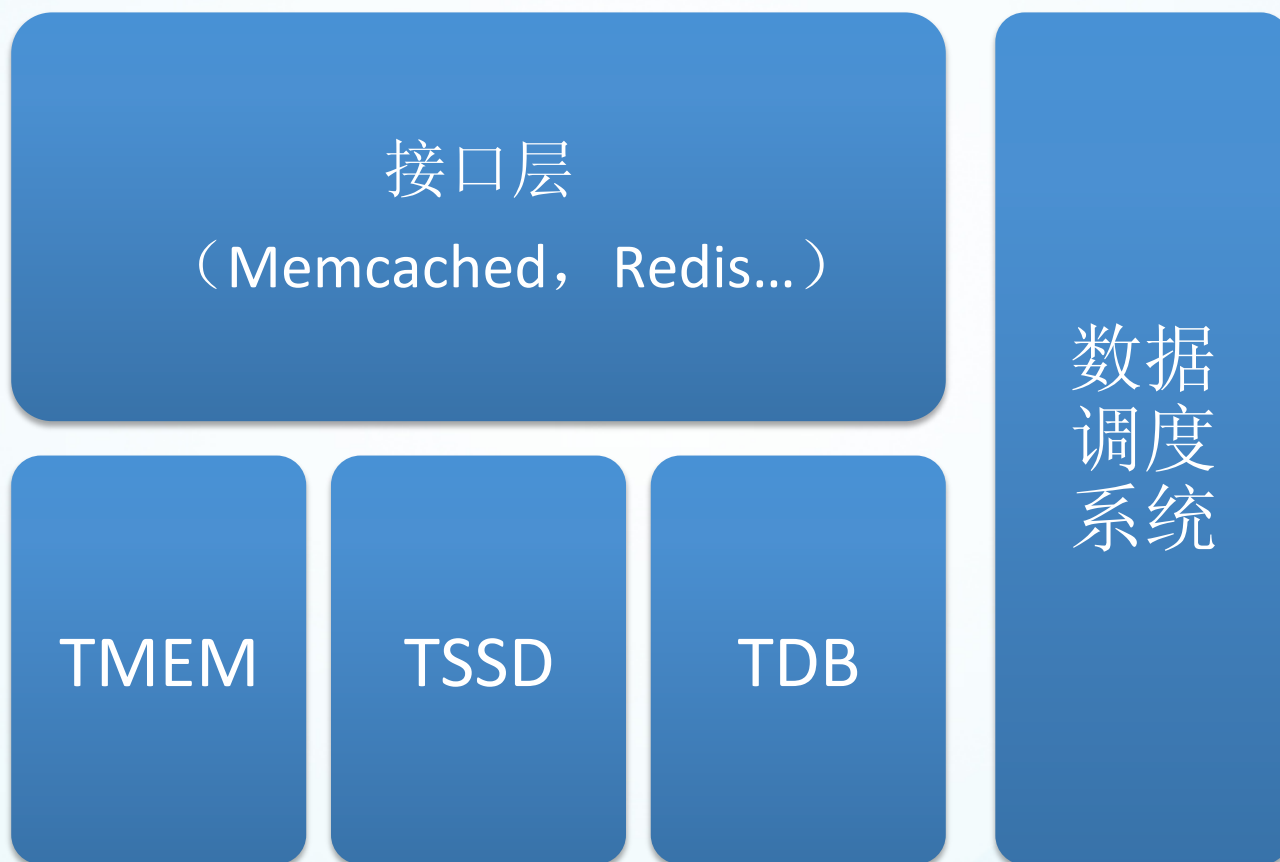 接口层
（Memcached，Redis…）
TMEM
TSSD
TDB
数据
调度
系统